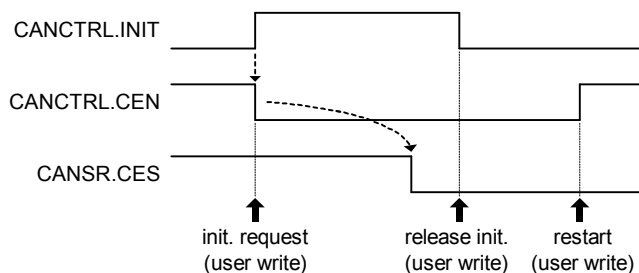 CANCTRL.INIT
CANCTRL.CEN
CANSR.CES
init. request
(user write)
release init.
(user write)
restart
(user write)